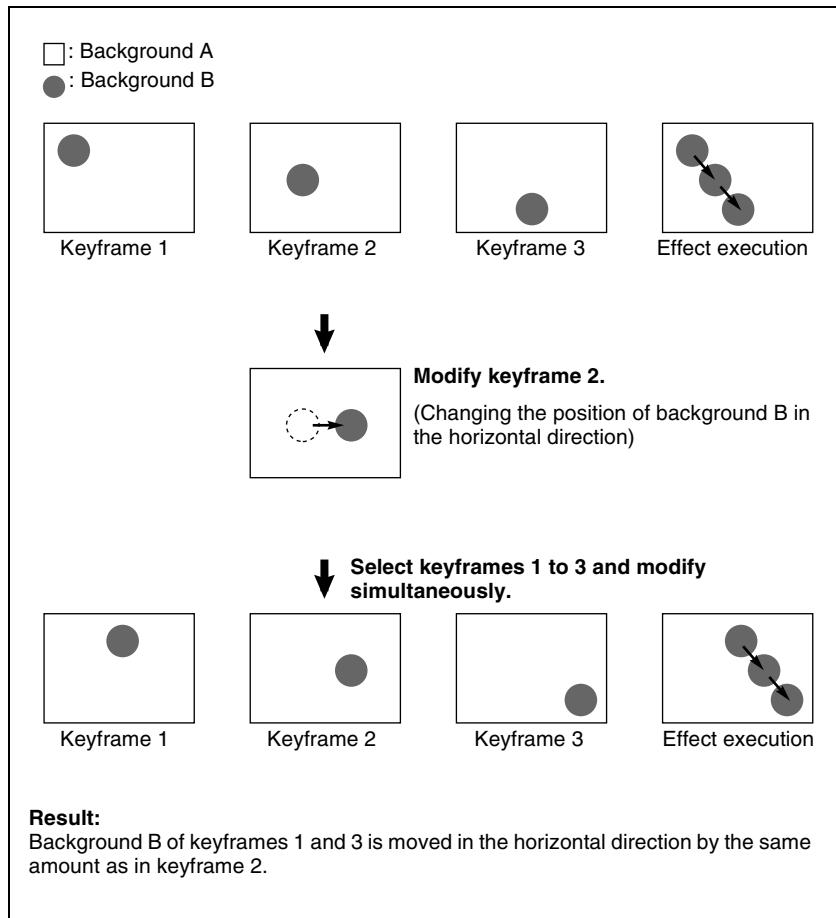 : Background A
: Background B
Keyframe 1
Keyframe 2
Keyframe 3
Effect execution
Modify keyframe 2.
(Changing the position of background B in
the horizontal direction)
Select keyframes 1 to 3 and modify
simultaneously.
Keyframe 1
Keyframe 2
Keyframe 3
Effect execution
Result:
Background B of keyframes 1 and 3 is moved in the horizontal direction by the same
amount as in keyframe 2.